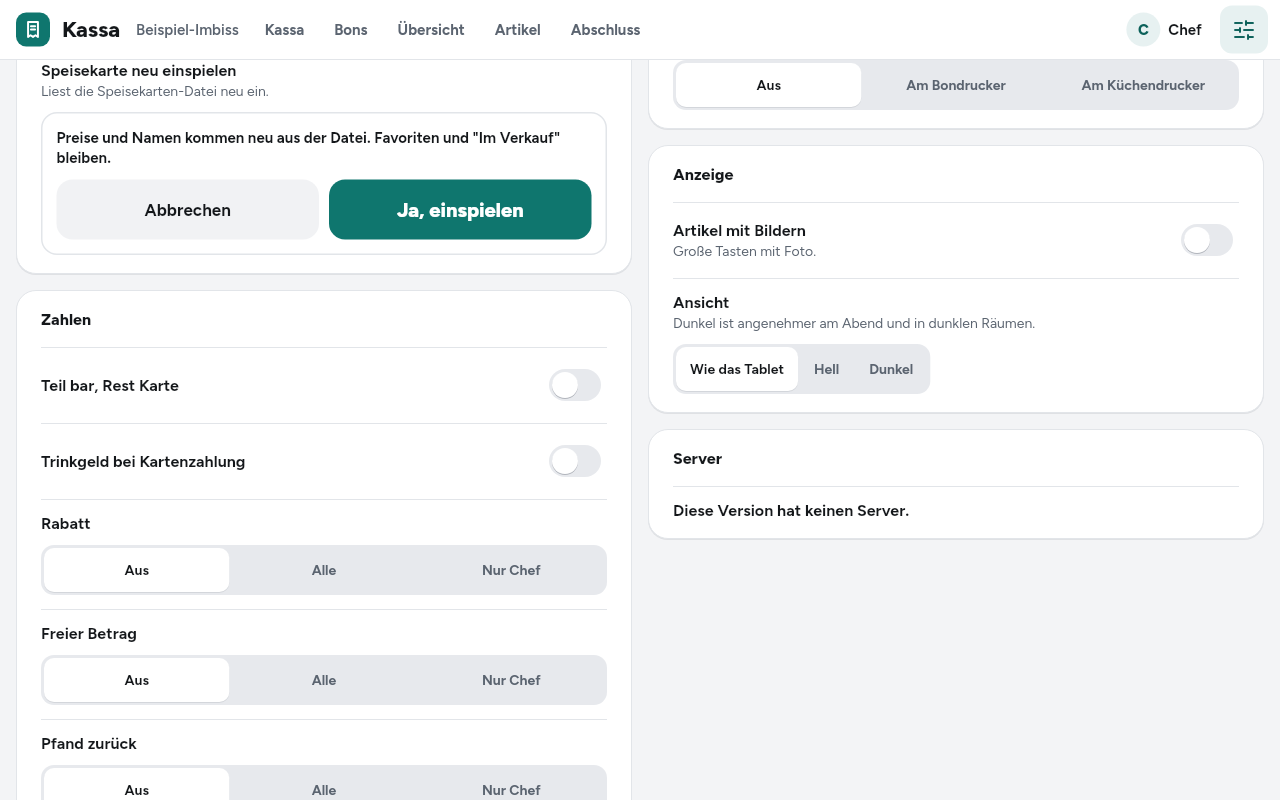 Kassa
Beispiel-Imbiss
Kassa
Bons
Übersicht
Artikel
Abschluss
C
Chef
Speisekarte neu einspielen
Liest die Speisekarten-Datei neu ein.
Preise und Namen kommen neu aus der Datei. Favoriten und "Im Verkauf"
bleiben.
Abbrechen
Ja, einspielen
Zahlen
Teil bar, Rest Karte
Trinkgeld bei Kartenzahlung
Rabatt
Aus
Alle
Nur Chef
Freier Betrag
Aus
Alle
Nur Chef
Pfand zurück
Aus
Alle
Nur Chef
Aus
Am Bondrucker
Am Küchendrucker
Anzeige
Artikel mit Bildern
Große Tasten mit Foto.
Ansicht
Dunkel ist angenehmer am Abend und in dunklen Räumen.
Wie das Tablet
Hell
Dunkel
Server
Diese Version hat keinen Server.